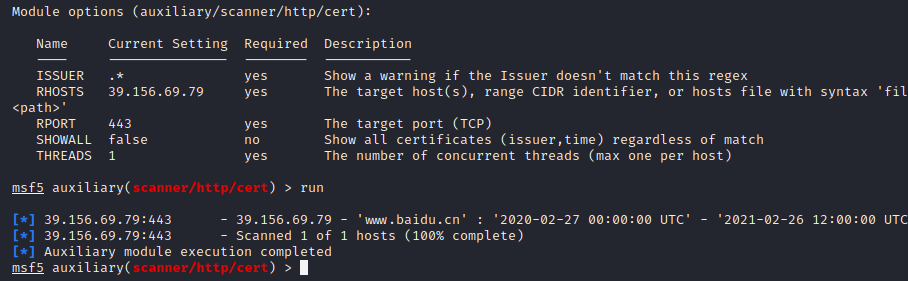 Module options (auxiliary/scanner/http/cert):
Name Current Setting Required Description
---- --------------- -------- -----------
ISSUER .* yes Show a warning if the Issuer doesn't match this regex
RHOSTS 39.156.69.79 yes The target host(s), range CIDR identifier, or hosts file with syntax 'fil
<path>'
RPORT 443 yes The target port (TCP)
SHOWALL false no Show all certificates (issuer,time) regardless of match
THREADS 1 yes The number of concurrent threads (max one per host)
msf5 auxiliary(scanner/http/cert) > run
[*] 39.156.69.79:443 - 39.156.69.79 - 'www.baidu.cn' : '2020-02-27 00:00:00 UTC' - '2021-02-26 12:00:00 UTC
[*] 39.156.69.79:443 - Scanned 1 of 1 hosts (100% complete)
[*] Auxiliary module execution completed
msf5 auxiliary(scanner/http/cert) >